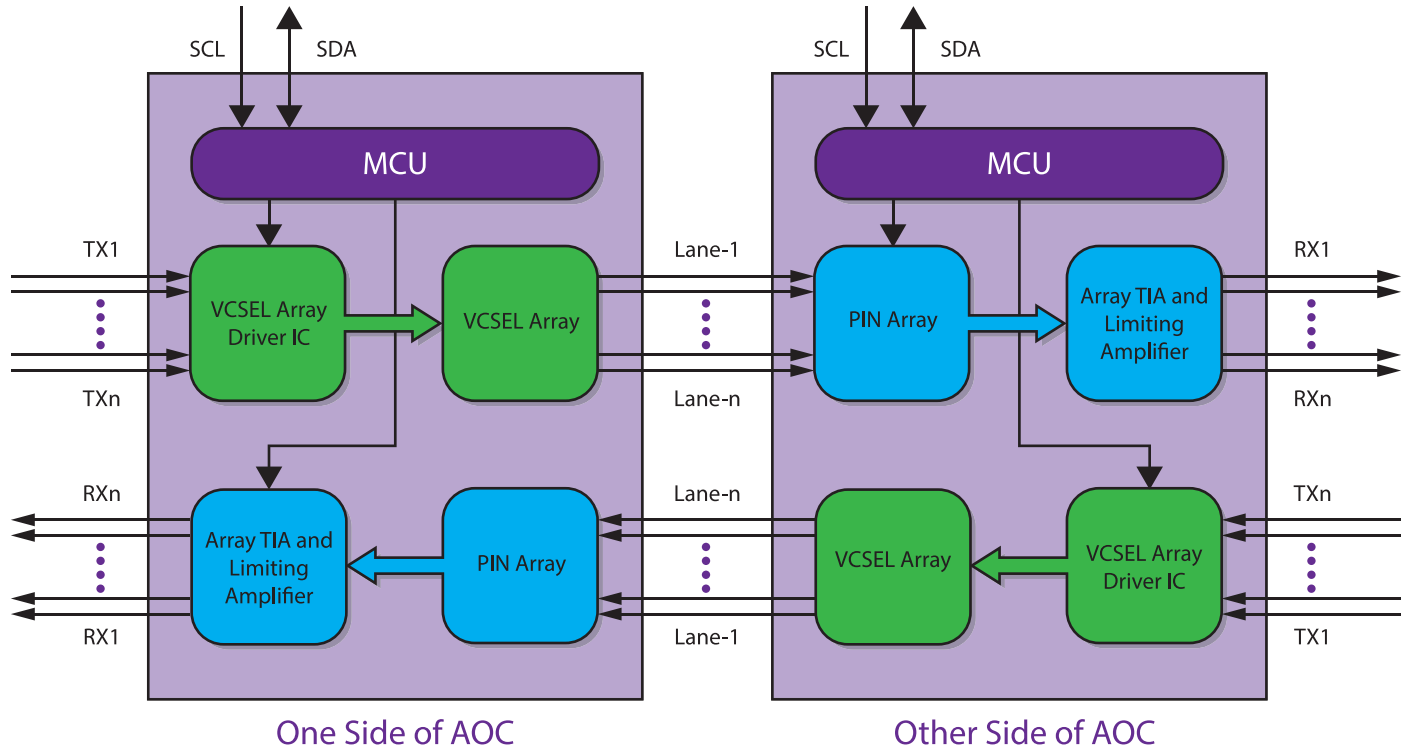 SCL
SDA
SCL
SDA
MCU
MCU
TX1
Lane-1
RX1
VCSEL Array
Driver IC
VCSEL Array
PIN Array
Array TIA and
Limiting
Amplifier
TXn
Lane-n
RXn
RXn
Lane-n
TXn
Array TIA and
Limiting
Amplifier
PIN Array
VCSEL Array
VCSEL Array
Driver IC
RX1
Lane-1
TX1
One Side of AOC
Other Side of AOC